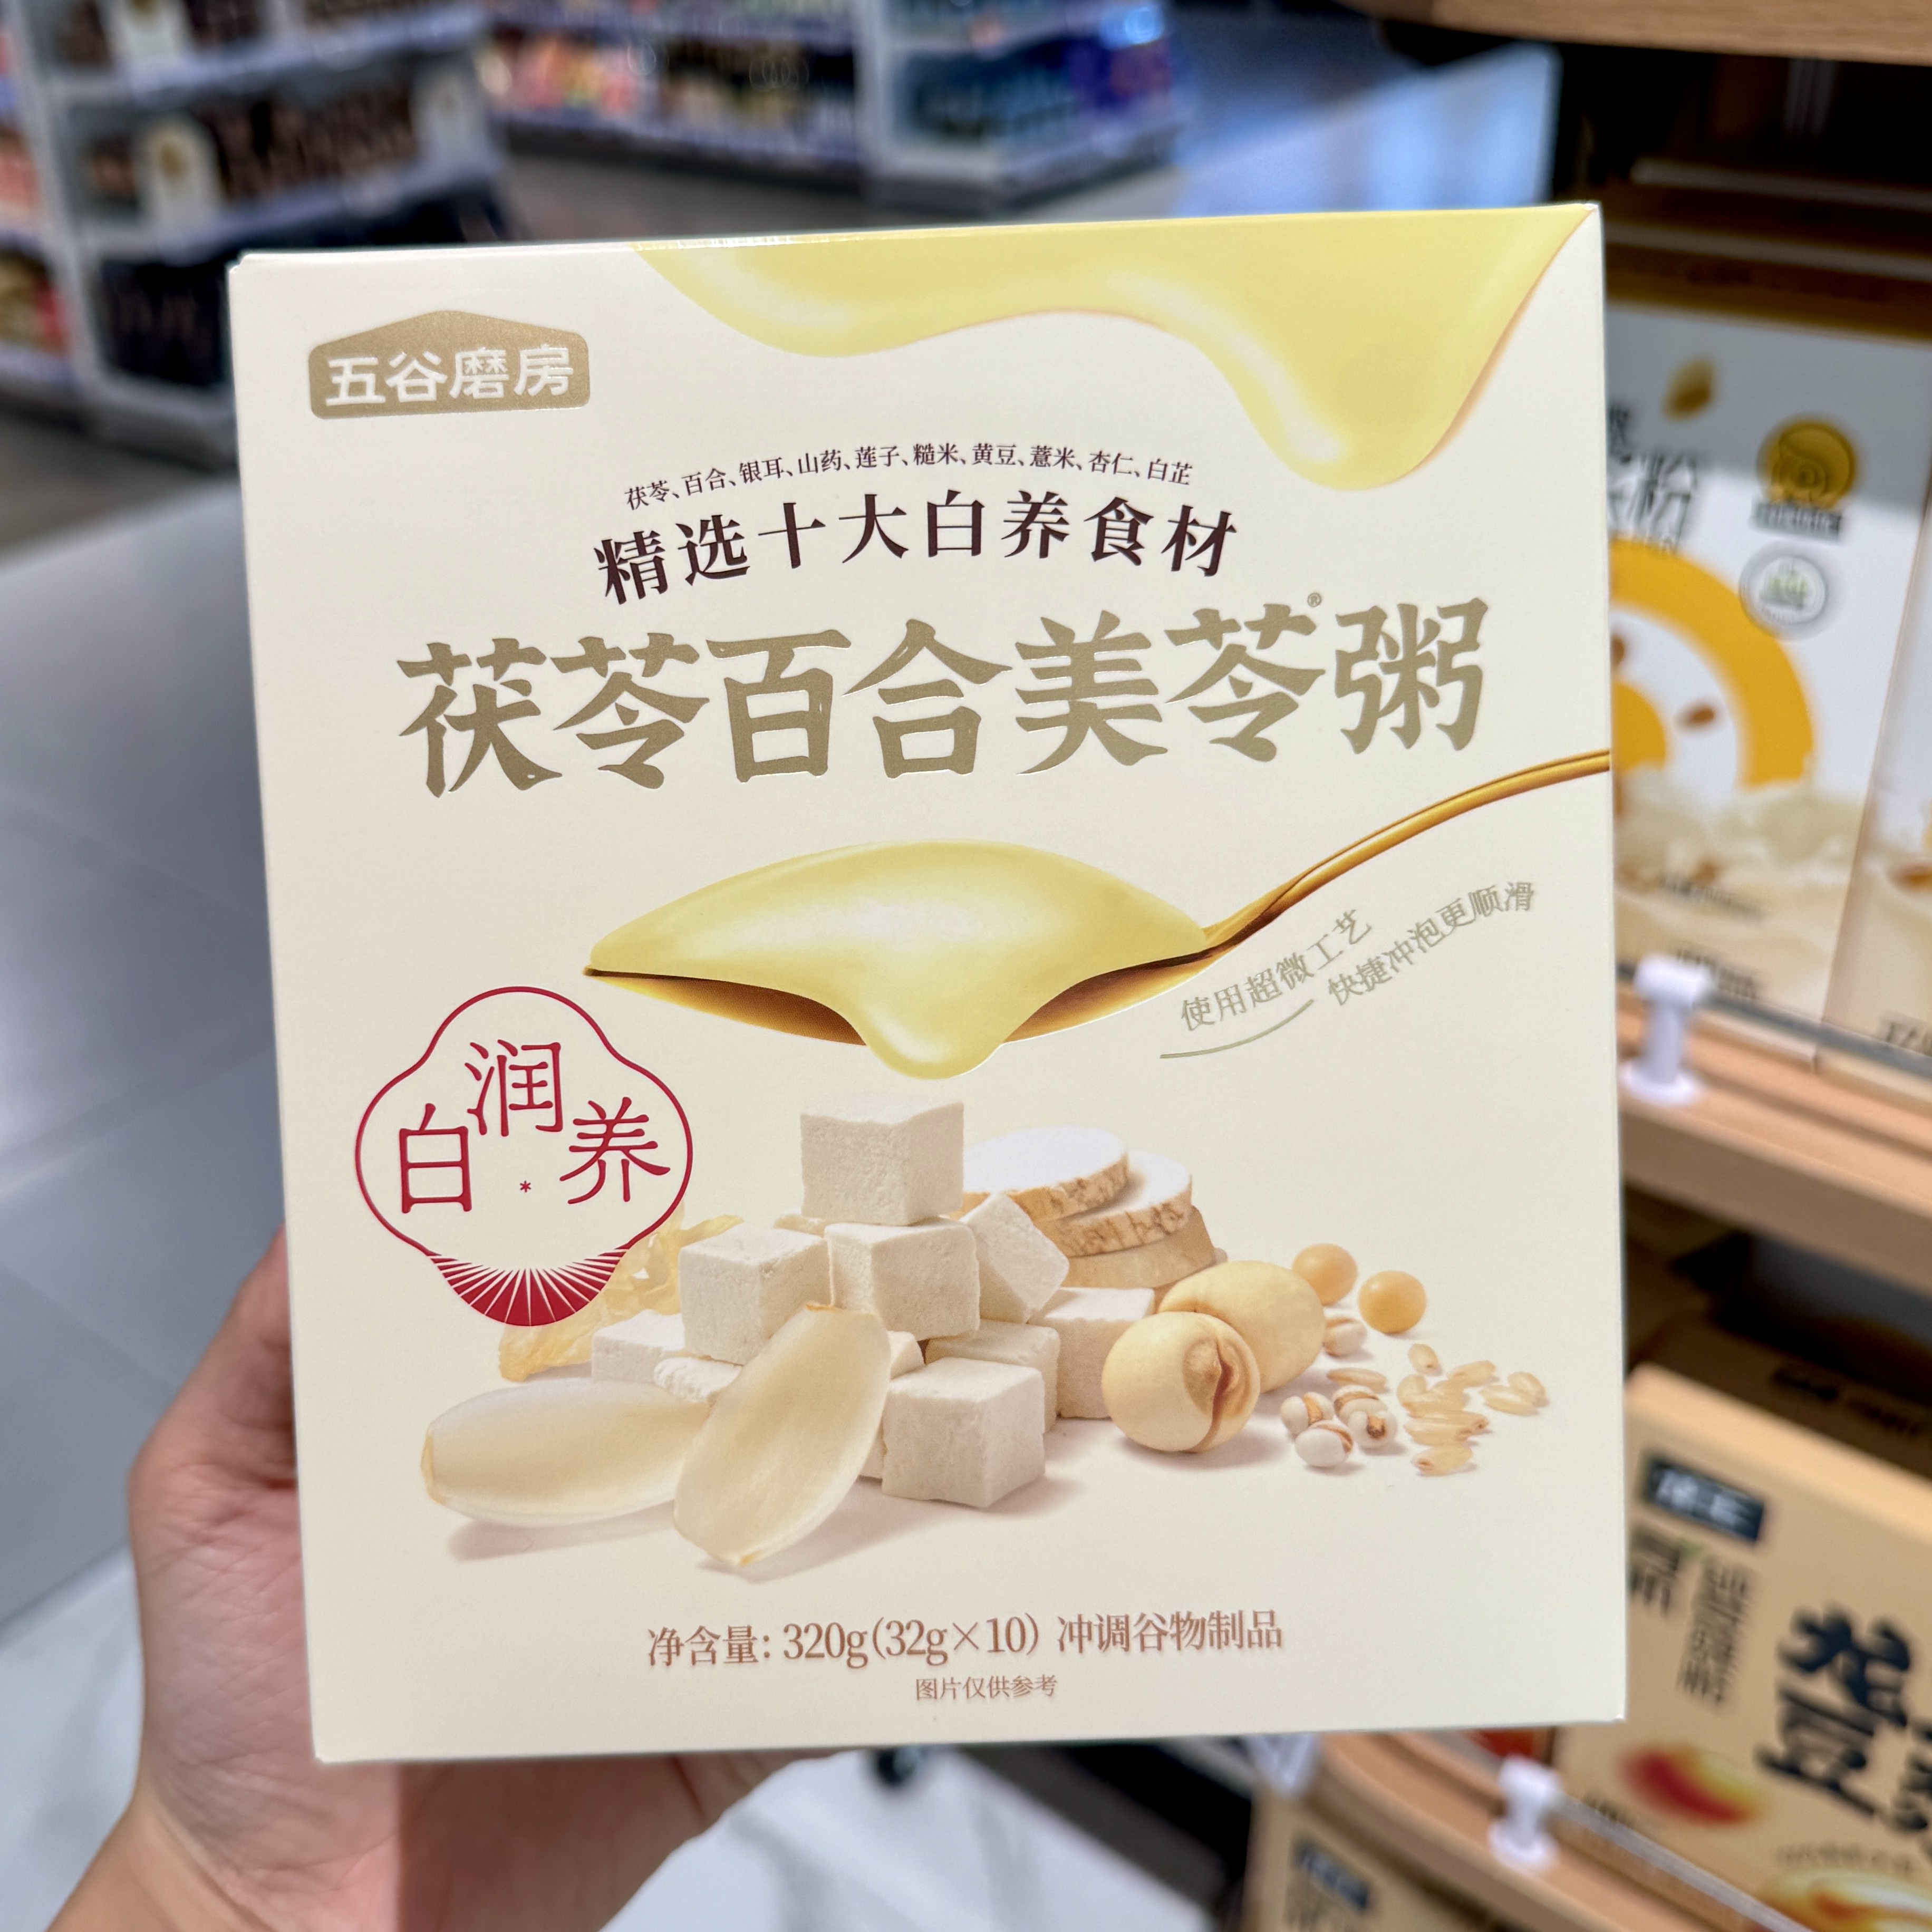 五谷磨房
茯苓、百合、银耳、山药、莲子、糙米、黄豆、薏米、杏仁、白芷
精选十大白养食材
茯苓百合美苓®粥
使用超微工艺
快捷冲泡更顺滑
白润养
*
净含量: 320g(32g×10) 冲调谷物制品
图片仅供参考
粉
豆